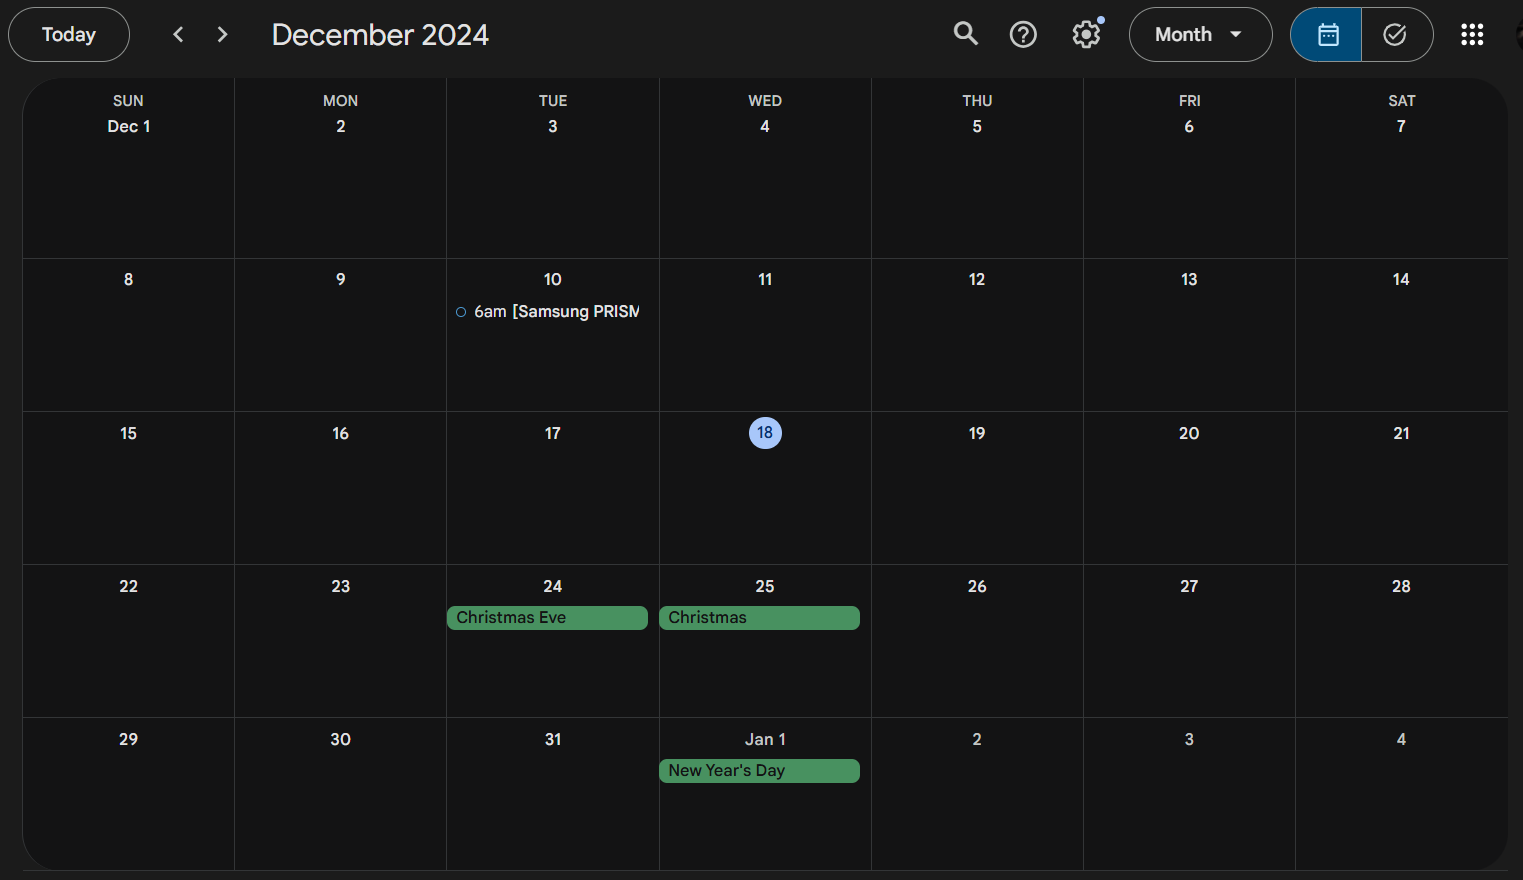 Today December 2024 Month
SUN MON TUE WED THU FRI SAT
Dec 1 2 3 4 5 6 7
8 9 10 11 12 13 14
6am [Samsung PRISM
15 16 17 18 19 20 21
22 23 24 25 26 27 28
Christmas Eve Christmas
29 30 31 Jan 1 2 3 4
New Year's Day